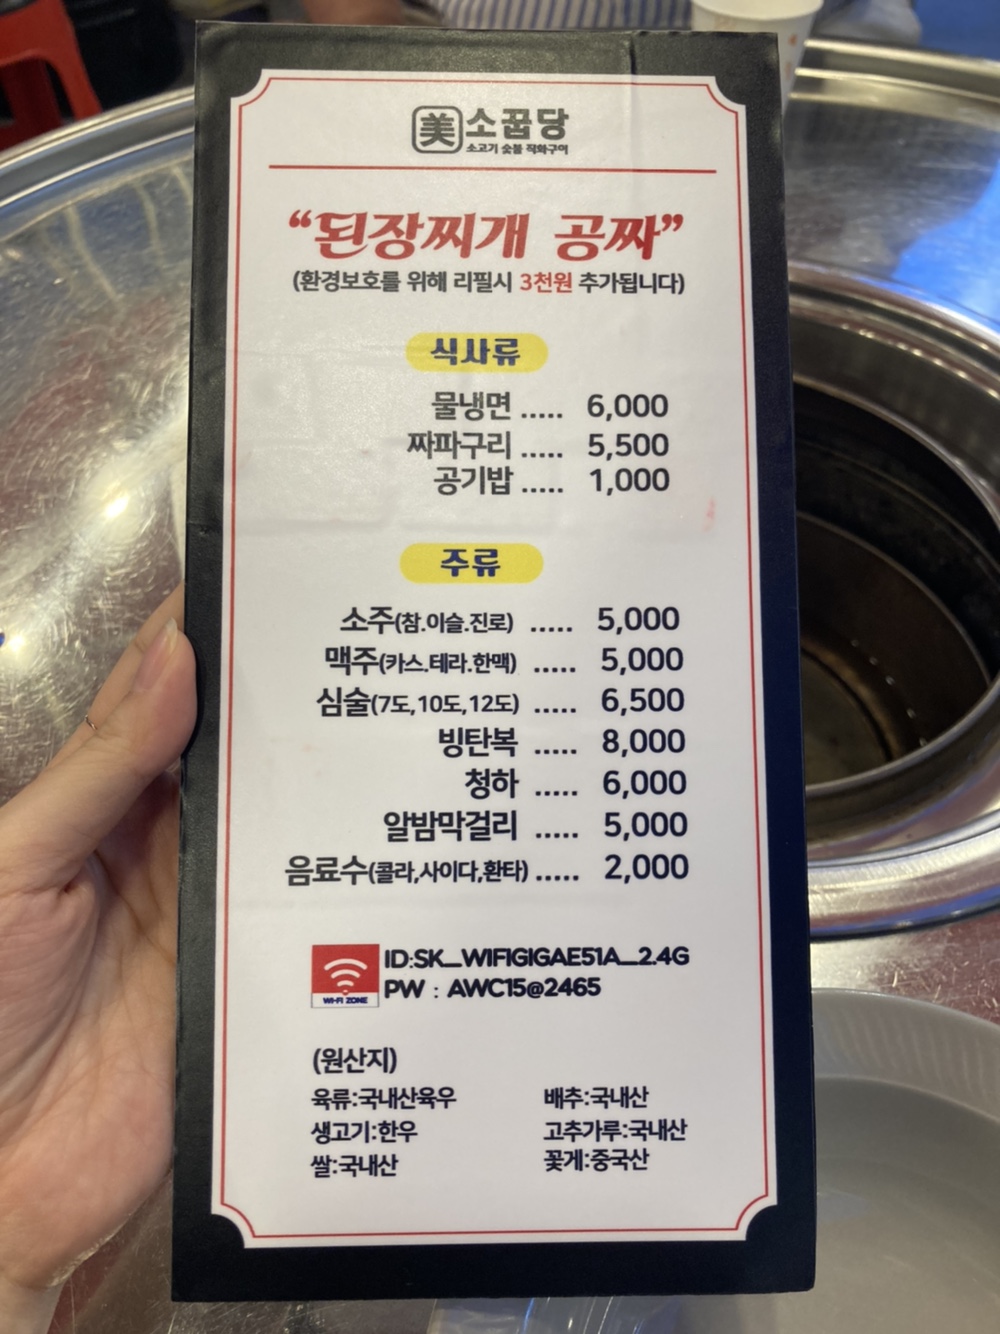 美 소꿉당
소고기 숯불 직화구이
“된장찌개 공짜”
(환경보호를 위해 리필시 3천원 추가됩니다)
식사류
물냉면 ..... 6,000
짜파구리 ..... 5,500
공기밥 ..... 1,000
주류
소주(참.이슬.진로) ..... 5,000
맥주(카스.테라.한맥) ..... 5,000
심술(7도,10도,12도) ..... 6,500
빙탄복 ..... 8,000
청하 ..... 6,000
알밤막걸리 ..... 5,000
음료수(콜라,사이다,환타) ..... 2,000
ID:SK_WIFIGIGAE51A_2.4G
PW : AWC15@2465
WI-FI ZONE
(원산지)
육류:국내산육우 배추:국내산
생고기:한우 고추가루:국내산
쌀:국내산 꽃게:중국산